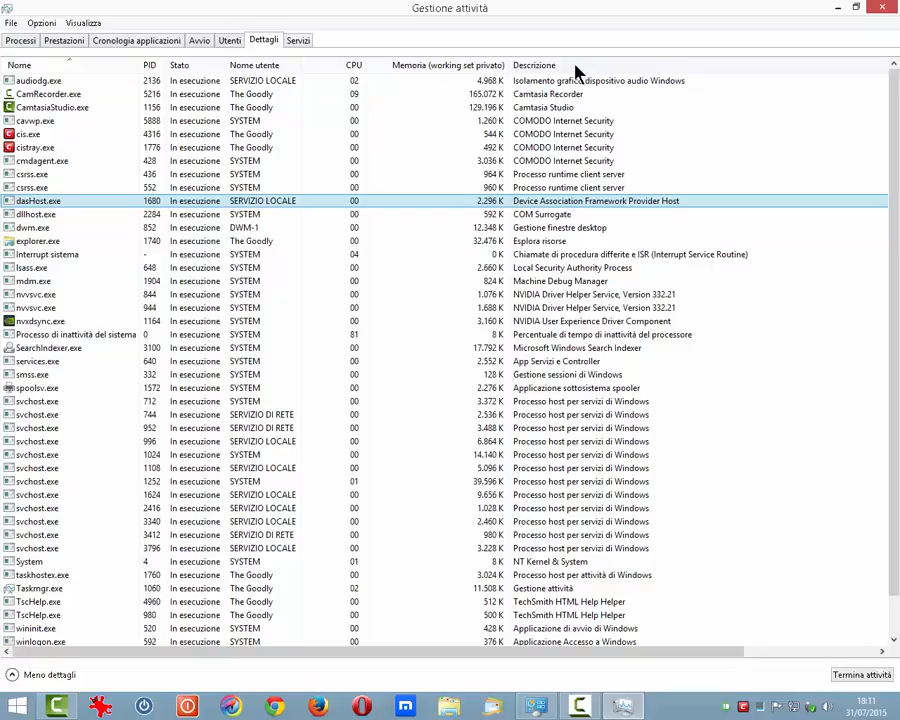 Gestione attività
File Opzioni Visualizza
Processi Prestazioni Cronologia applicazioni Avvio Utenti Dettagli Servizi
Nome PID Stato Nome utente CPU Memoria (working set privato) Descrizione
audiodg.exe 2136 In esecuzione SERVIZIO LOCALE 02 4.968 K Isolamento grafico dispositivo audio Windows
CamRecorder.exe 5216 In esecuzione The Goodly 09 165.072 K Camtasia Recorder
CamtasiaStudio.exe 1156 In esecuzione The Goodly 00 129.196 K Camtasia Studio
cavwp.exe 5888 In esecuzione SYSTEM 00 1.260 K COMODO Internet Security
cis.exe 4316 In esecuzione The Goodly 00 544 K COMODO Internet Security
cistray.exe 1776 In esecuzione The Goodly 00 492 K COMODO Internet Security
cmdagent.exe 428 In esecuzione SYSTEM 00 3.036 K COMODO Internet Security
csrss.exe 436 In esecuzione SYSTEM 00 964 K Processo runtime client server
csrss.exe 552 In esecuzione SYSTEM 00 960 K Processo runtime client server
dasHost.exe 1680 In esecuzione SERVIZIO LOCALE 00 2.296 K Device Association Framework Provider Host
dllhost.exe 2284 In esecuzione SYSTEM 00 592 K COM Surrogate
dwm.exe 852 In esecuzione DWM-1 00 12.348 K Gestione finestre desktop
explorer.exe 1740 In esecuzione The Goodly 00 32.476 K Esplora risorse
Interrupt sistema - In esecuzione SYSTEM 04 0 K Chiamate di procedura differite e ISR (Interrupt Service Routine)
lsass.exe 648 In esecuzione SYSTEM 00 2.660 K Local Security Authority Process
mdm.exe 1904 In esecuzione SYSTEM 00 824 K Machine Debug Manager
nvvsvc.exe 844 In esecuzione SYSTEM 00 1.076 K NVIDIA Driver Helper Service, Version 332.21
nvvsvc.exe 944 In esecuzione SYSTEM 00 1.688 K NVIDIA Driver Helper Service, Version 332.21
nvxdsync.exe 1164 In esecuzione SYSTEM 00 3.160 K NVIDIA User Experience Driver Component
Processo di inattività del sistema 0 In esecuzione SYSTEM 81 8 K Percentuale di tempo di inattività del processore
SearchIndexer.exe 3100 In esecuzione SYSTEM 00 17.792 K Microsoft Windows Search Indexer
services.exe 640 In esecuzione SYSTEM 00 2.552 K App Servizi e Controller
smss.exe 332 In esecuzione SYSTEM 00 128 K Gestione sessioni di Windows
spoolsv.exe 1572 In esecuzione SYSTEM 00 2.276 K Applicazione sottosistema spooler
svchost.exe 712 In esecuzione SYSTEM 00 3.372 K Processo host per servizi di Windows
svchost.exe 744 In esecuzione SERVIZIO DI RETE 00 2.536 K Processo host per servizi di Windows
svchost.exe 952 In esecuzione SERVIZIO DI RETE 00 3.488 K Processo host per servizi di Windows
svchost.exe 996 In esecuzione SERVIZIO LOCALE 00 6.864 K Processo host per servizi di Windows
svchost.exe 1024 In esecuzione SYSTEM 00 14.140 K Processo host per servizi di Windows
svchost.exe 1108 In esecuzione SERVIZIO LOCALE 00 5.096 K Processo host per servizi di Windows
svchost.exe 1252 In esecuzione SYSTEM 01 39.596 K Processo host per servizi di Windows
svchost.exe 1624 In esecuzione SERVIZIO LOCALE 00 9.656 K Processo host per servizi di Windows
svchost.exe 2416 In esecuzione SERVIZIO LOCALE 00 1.028 K Processo host per servizi di Windows
svchost.exe 3340 In esecuzione SERVIZIO LOCALE 00 2.460 K Processo host per servizi di Windows
svchost.exe 3412 In esecuzione SERVIZIO DI RETE 00 980 K Processo host per servizi di Windows
svchost.exe 3796 In esecuzione SERVIZIO LOCALE 00 3.228 K Processo host per servizi di Windows
System 4 In esecuzione SYSTEM 01 8 K NT Kernel & System
taskhostex.exe 1760 In esecuzione The Goodly 00 3.024 K Processo host per attività di Windows
Taskmgr.exe 1060 In esecuzione The Goodly 02 11.508 K Gestione attività
TscHelp.exe 4960 In esecuzione The Goodly 00 512 K TechSmith HTML Help Helper
TscHelp.exe 980 In esecuzione The Goodly 00 500 K TechSmith HTML Help Helper
wininit.exe 520 In esecuzione SYSTEM 00 428 K Applicazione di avvio di Windows
winlogon.exe 592 In esecuzione SYSTEM 00 376 K Applicazione Accesso a Windows
Meno dettagli Termina attività
18:11
31/07/2015